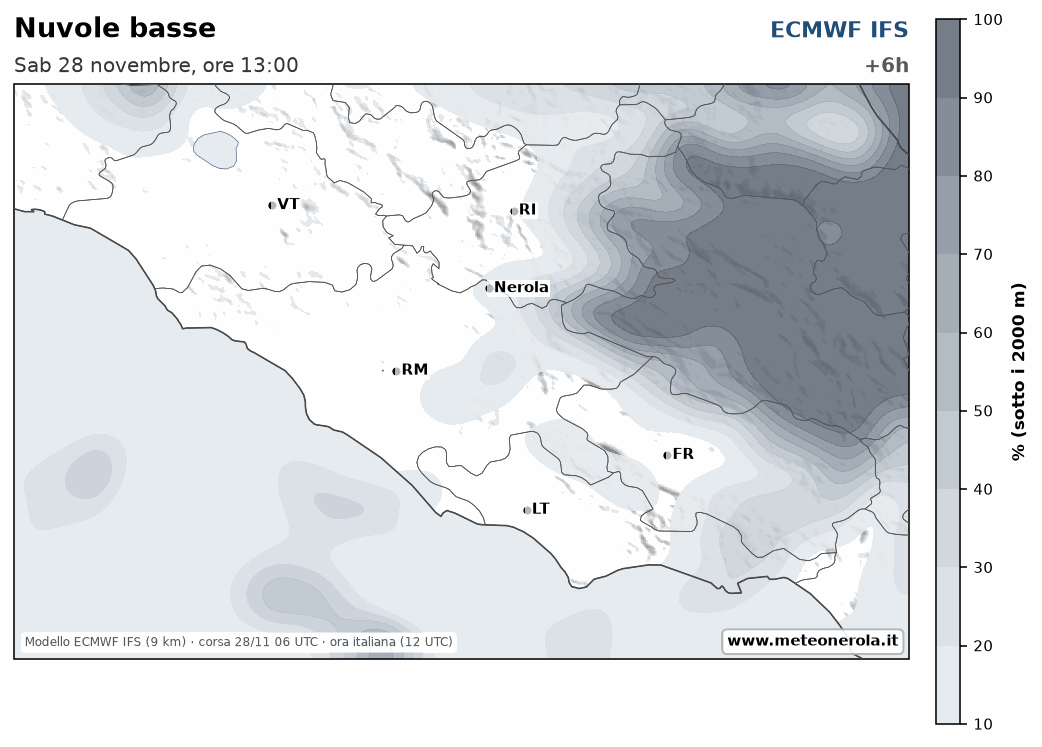 Nuvole basse
ECMWF IFS
Sab 28 novembre, ore 13:00
+6h
VT
RI
Nerola
RM
FR
LT
Modello ECMWF IFS (9 km) · corsa 28/11 06 UTC · ora italiana (12 UTC)
www.meteonerola.it
100
90
80
70
60
50
40
30
20
10
% (sotto i 2000 m)